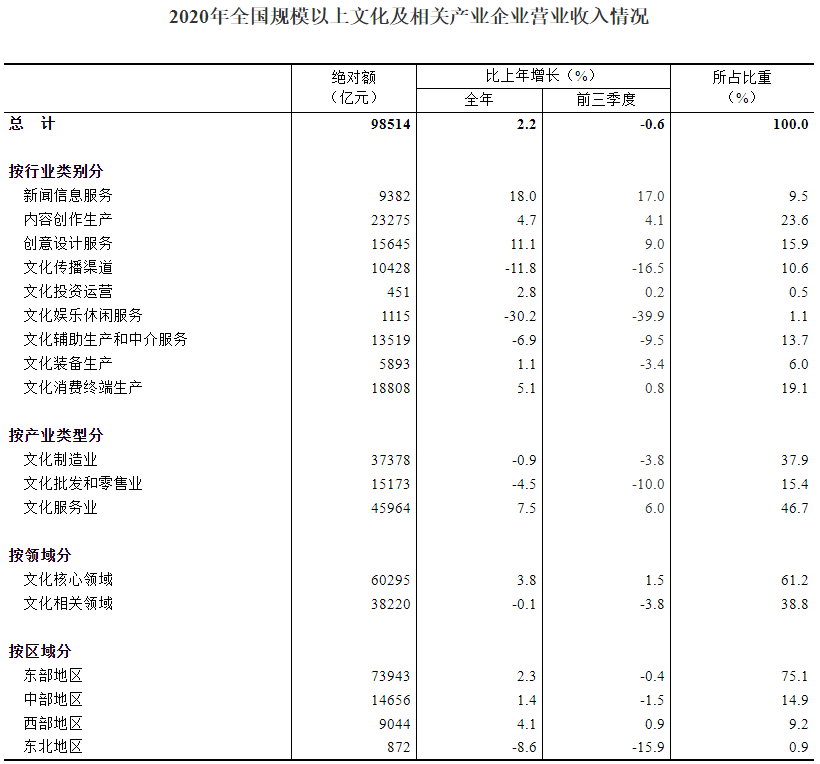 2020年全国规模以上文化及相关产业企业营业收入情况
绝对额（亿元） 比上年增长（%） 所占比重（%）
全年 前三季度
总 计 98514 2.2 -0.6 100.0
按行业类别分
新闻信息服务 9382 18.0 17.0 9.5
内容创作生产 23275 4.7 4.1 23.6
创意设计服务 15645 11.1 9.0 15.9
文化传播渠道 10428 -11.8 -16.5 10.6
文化投资运营 451 2.8 0.2 0.5
文化娱乐休闲服务 1115 -30.2 -39.9 1.1
文化辅助生产和中介服务 13519 -6.9 -9.5 13.7
文化装备生产 5893 1.1 -3.4 6.0
文化消费终端生产 18808 5.1 0.8 19.1
按产业类型分
文化制造业 37378 -0.9 -3.8 37.9
文化批发和零售业 15173 -4.5 -10.0 15.4
文化服务业 45964 7.5 6.0 46.7
按领域分
文化核心领域 60295 3.8 1.5 61.2
文化相关领域 38220 -0.1 -3.8 38.8
按区域分
东部地区 73943 2.3 -0.4 75.1
中部地区 14656 1.4 -1.5 14.9
西部地区 9044 4.1 0.9 9.2
东北地区 872 -8.6 -15.9 0.9